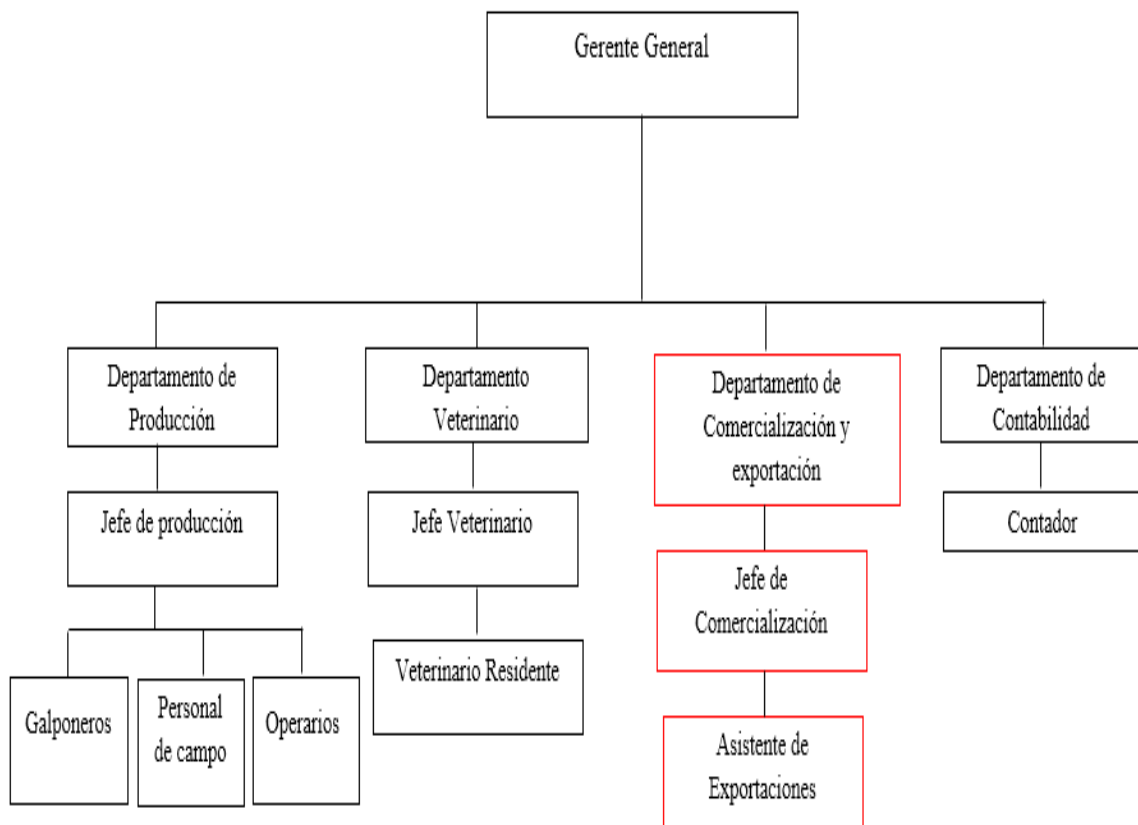 Gerente General
Departamento de
Producción
Departamento
Veterinario
Departamento de
Comercialización y
exportación
Departamento de
Contabilidad
Jefe de producción
Jefe Veterinario
Jefe de
Comercialización
Contador
Galponeros
Personal
de campo
Operarios
Veterinario Residente
Asistente de
Exportaciones